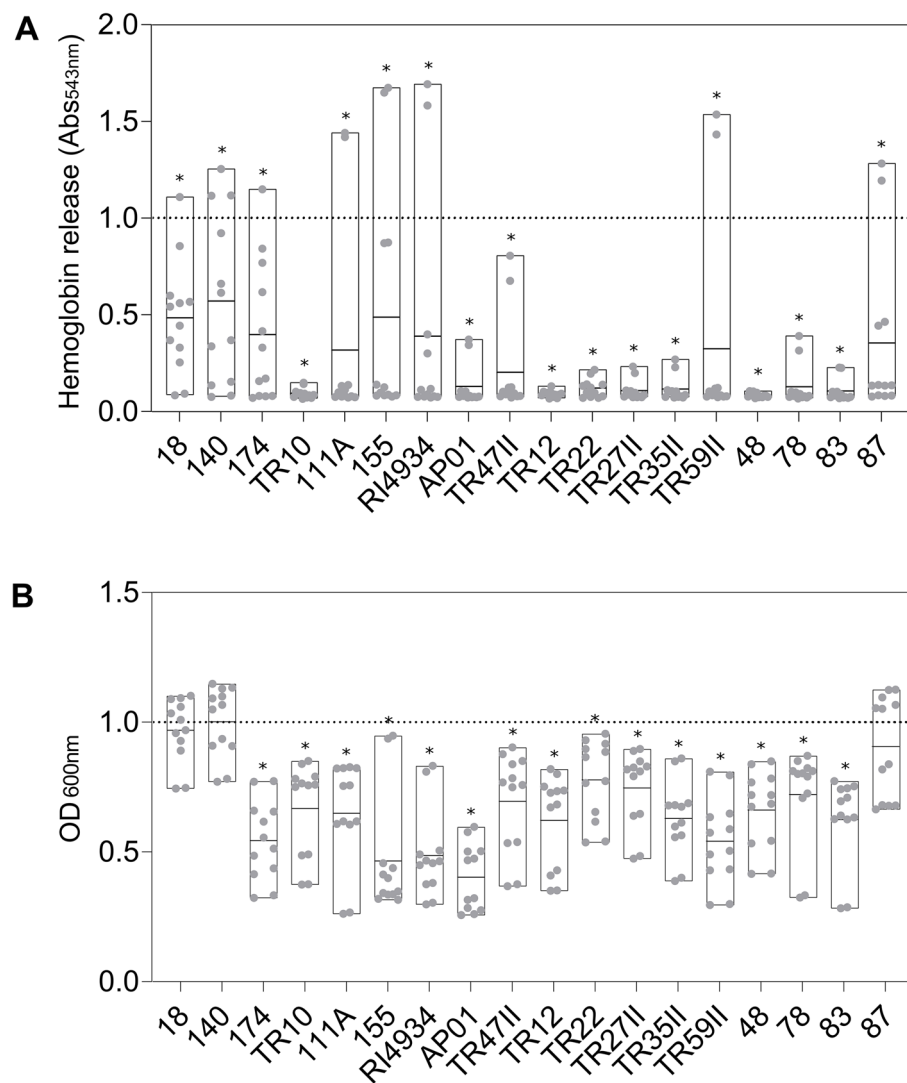 A
Hemoglobin release (Abs543nm)
2.0
1.5
1.0
0.5
0.0
* * * * * * * * * * * * * * * * * *
18 140 174 TR10 111A 155 RI4934 AP01 TR47II TR12 TR22 TR27II TR35II TR59II 48 78 83 87
B
OD 600nm
1.5
1.0
0.5
0.0
* * * * * * * * * * * * * * *
18 140 174 TR10 111A 155 RI4934 AP01 TR47II TR12 TR22 TR27II TR35II TR59II 48 78 83 87